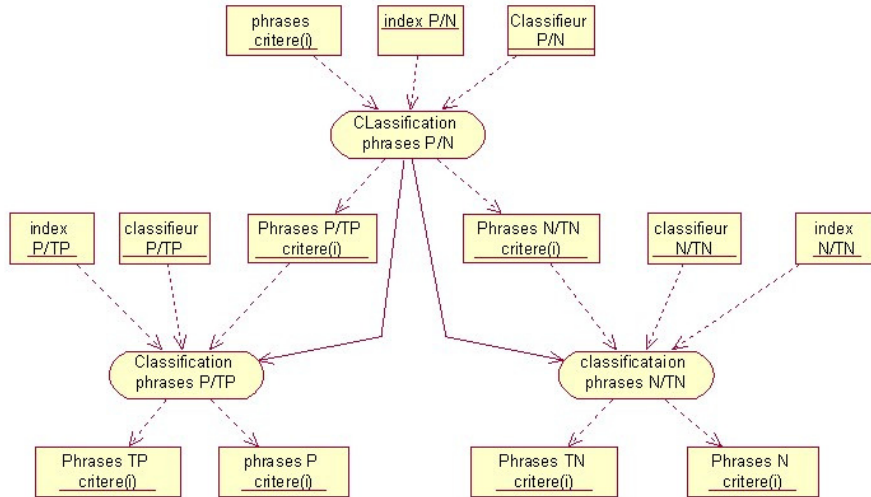 phrases
critere(i)
index P/N
Classifieur
P/N
CLassification
phrases P/N
index
P/TP
classifieur
P/TP
Phrases P/TP
critere(i)
Phrases N/TN
critere(i)
classifieur
N/TN
index
N/TN
Classification
phrases P/TP
classificataion
phrases N/TN
Phrases TP
critere(i)
phrases P
critere(i)
Phrases TN
critere(i)
Phrases N
critere(i)